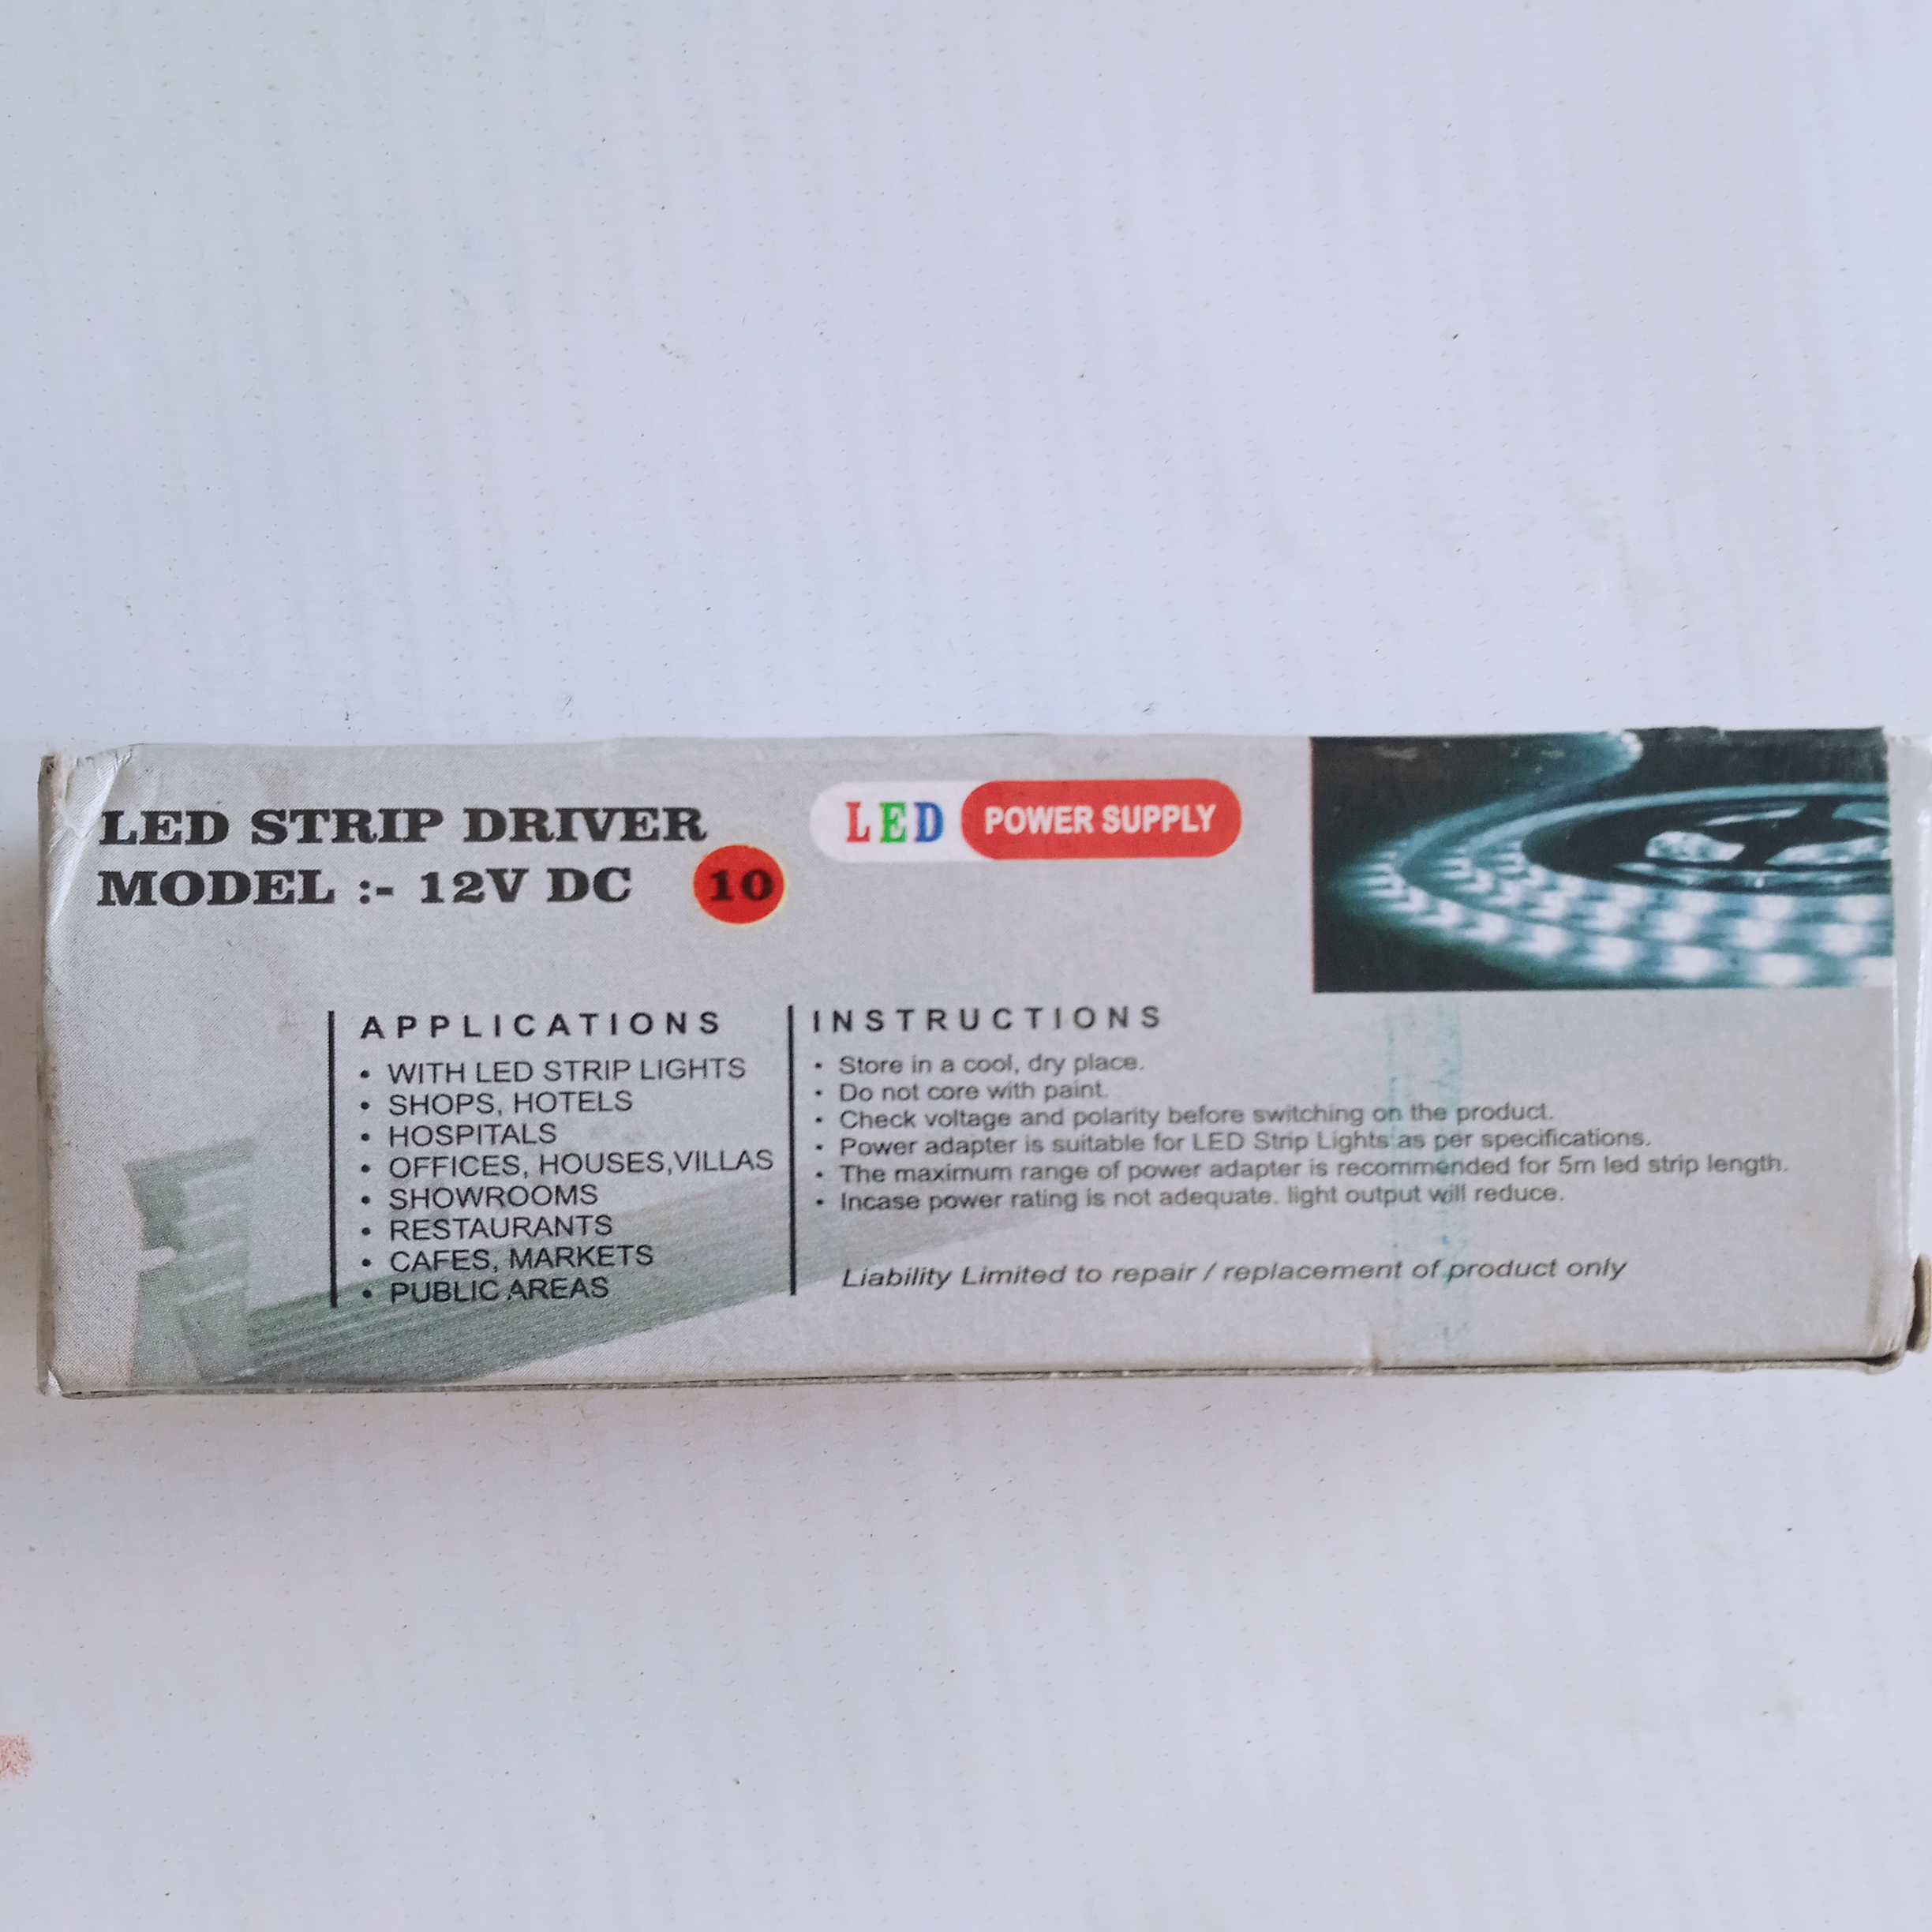 LED STRIP DRIVER
MODEL :- 12V DC 10
LED POWER SUPPLY
APPLICATIONS
• WITH LED STRIP LIGHTS
• SHOPS, HOTELS
• HOSPITALS
• OFFICES, HOUSES,VILLAS
• SHOWROOMS
• RESTAURANTS
• CAFES, MARKETS
• PUBLIC AREAS
INSTRUCTIONS
• Store in a cool, dry place.
• Do not core with paint.
• Check voltage and polarity before switching on the product.
• Power adapter is suitable for LED Strip Lights as per specifications.
• The maximum range of power adapter is recommended for 5m led strip length.
• Incase power rating is not adequate. light output will reduce.
Liability Limited to repair / replacement of product only